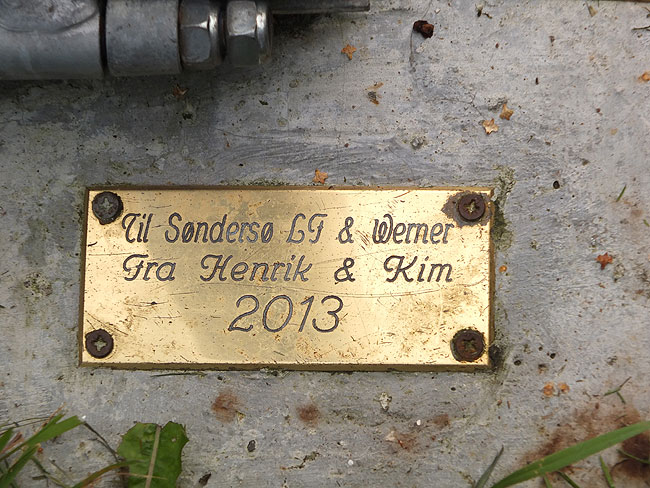 Til Søndersø LF & Werner
Fra Henrik & Kim
2013